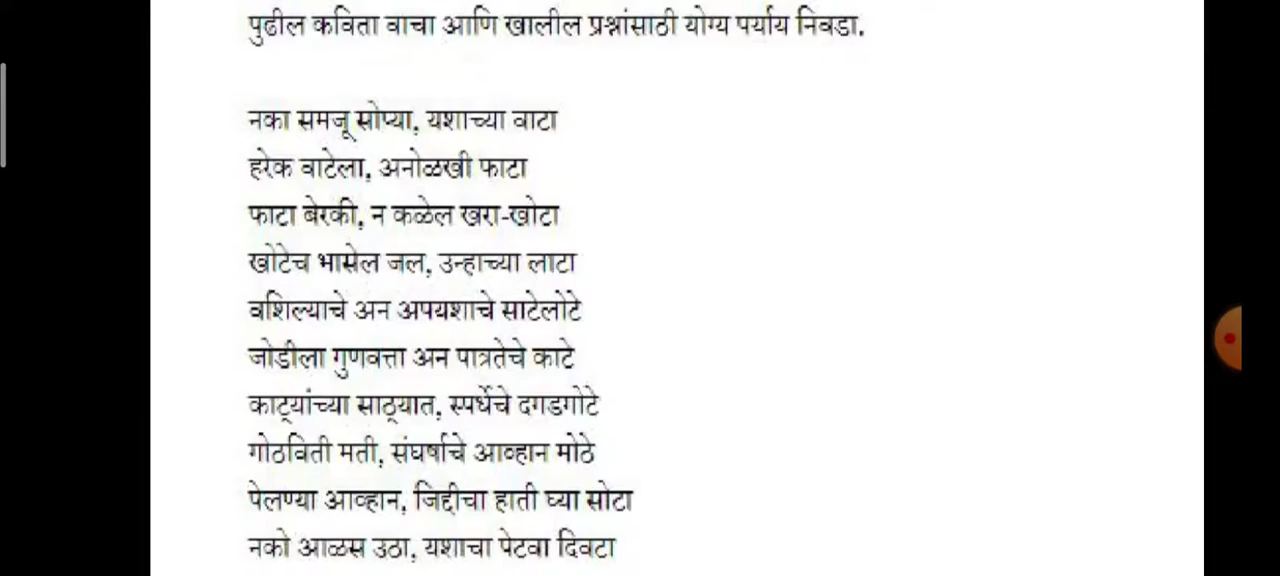 पुढील कविता वाचा आणि खालील प्रश्नांसाठी योग्य पर्याय निवडा.
नका समजू सोप्या, यशाच्या वाटा
हरेक वाटेला, अनोळखी फाटा
फाटा बेरकी, न कळेल खरा-खोटा
खोटेच भासेल जल, उन्हाच्या लाटा
वशिल्याचे अन अपयशाचे साटेलोटे
जोडीला गुणवत्ता अन पात्रतेचे काटे
काट्यांच्या साठ्यात, स्पर्धेचे दगडगोटे
गोठविती मती, संघर्षाचे आव्हान मोठे
पेलण्या आव्हान, जिद्दीचा हाती घ्या सोटा
नको आळस उठा, यशाचा पेटवा दिवटा